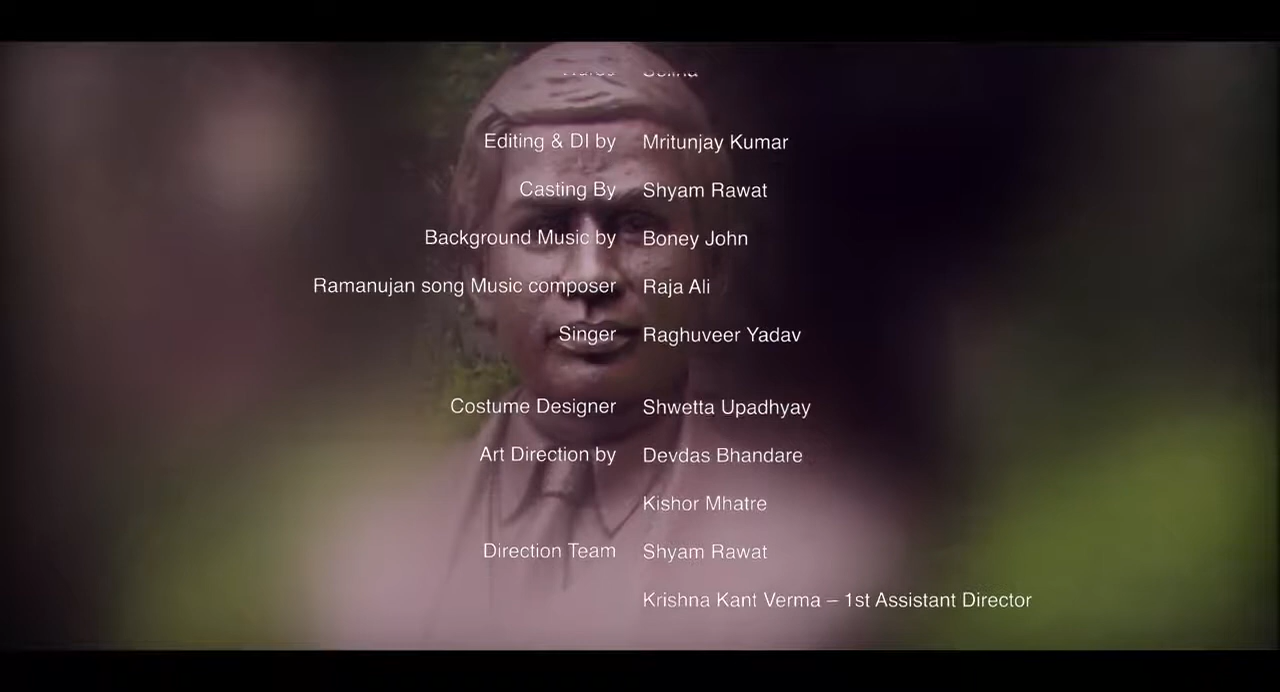 Editing & DI by Mritunjay Kumar
Casting By Shyam Rawat
Background Music by Boney John
Ramanujan song Music composer Raja Ali
Singer Raghuveer Yadav
Costume Designer Shwetta Upadhyay
Art Direction by Devdas Bhandare
Kishor Mhatre
Direction Team Shyam Rawat
Krishna Kant Verma – 1st Assistant Director